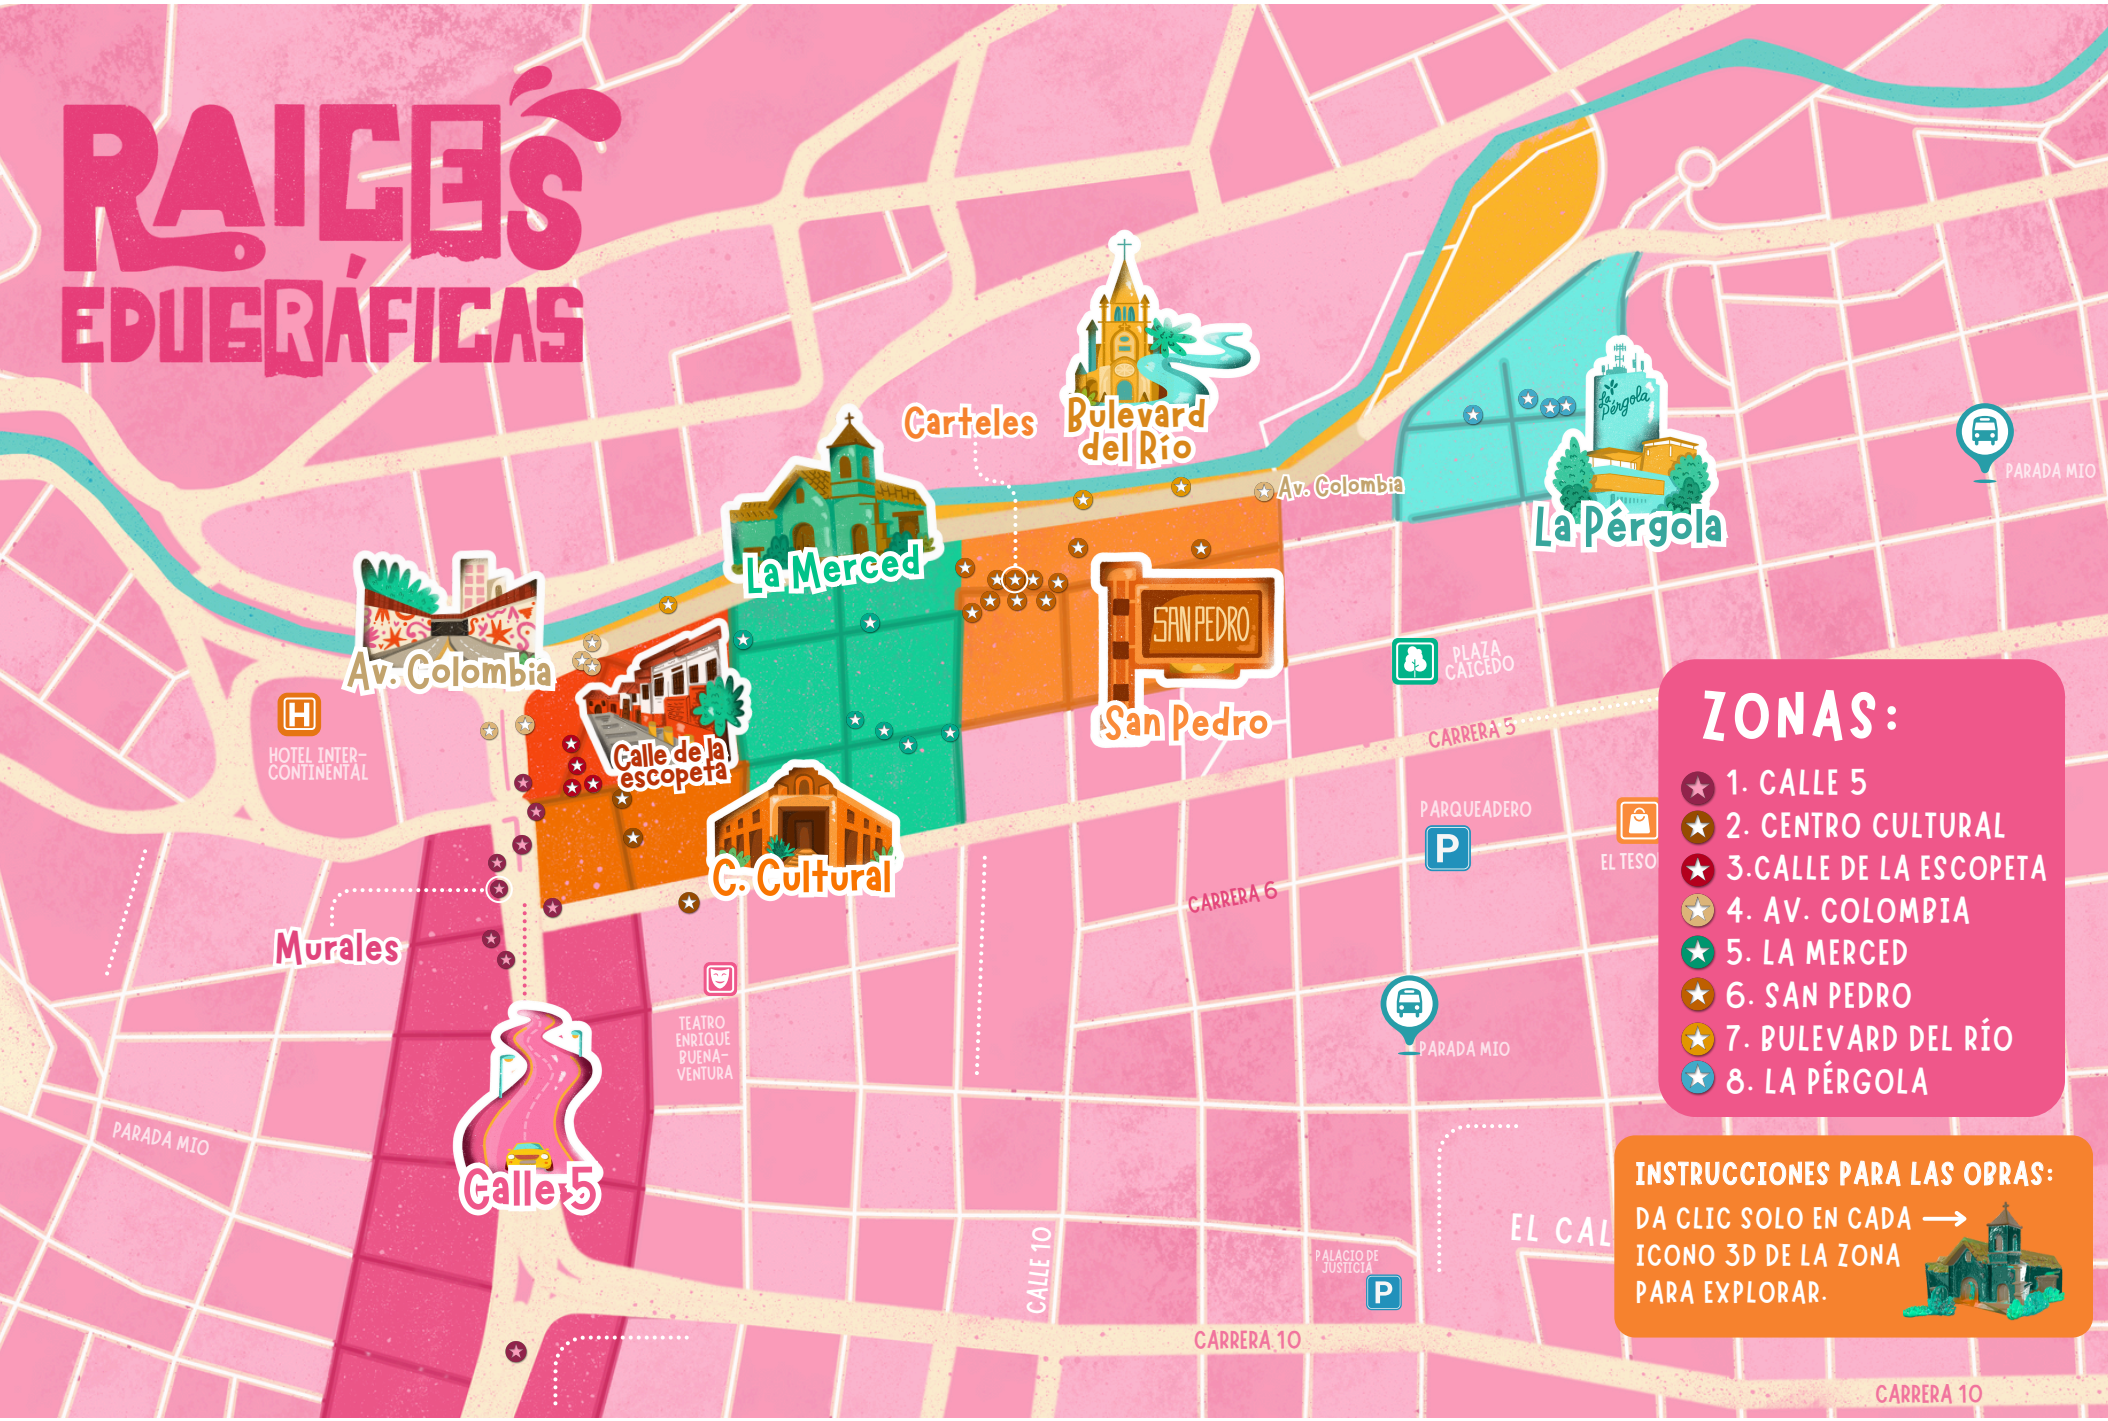 RAICES
EDUGRÁFICAS
Carteles
Bulevard
del Río
Av. Colombia
La Pérgola
La Pérgola
PARADA MIO
La Merced
SAN PEDRO
San Pedro
Av. Colombia
HOTEL INTER-
CONTINENTAL
Calle de la
escopeta
C. Cultural
PLAZA
CAICEDO
CARRERA 5
PARQUEADERO
P
EL TESO
CARRERA 6
H
Murales
TEATRO
ENRIQUE
BUENA-
VENTURA
PARADA MIO
PARADA MIO
Calle 5
CALLE 10
PALACIO DE
JUSTICIA
P
EL CAL
CARRERA 10
CARRERA 10
ZONAS:
1. CALLE 5
2. CENTRO CULTURAL
3.CALLE DE LA ESCOPETA
4. AV. COLOMBIA
5. LA MERCED
6. SAN PEDRO
7. BULEVARD DEL RÍO
8. LA PÉRGOLA
INSTRUCCIONES PARA LAS OBRAS:
DA CLIC SOLO EN CADA
ICONO 3D DE LA ZONA
PARA EXPLORAR.